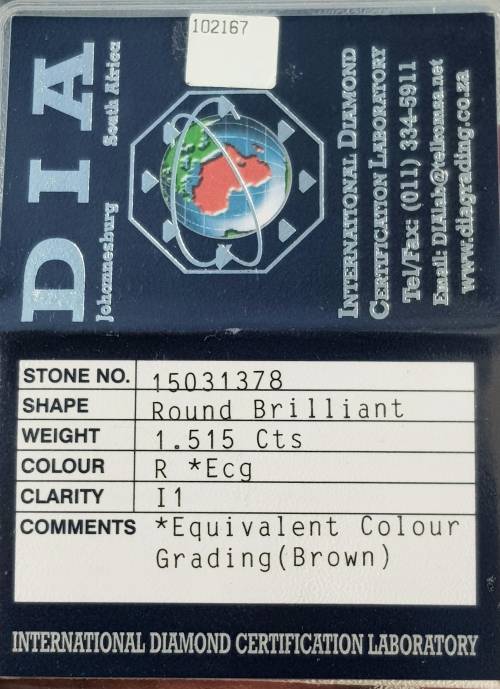 102167
DIA
Johannesburg South Africa
INTERNATIONAL DIAMOND
CERTIFICATION LABORATORY
Tel/Fax: (011) 334-5911
Email: DIAlab@telkomsa.net
www.diagrading.co.za
STONE NO. 15031378
SHAPE Round Brilliant
WEIGHT 1.515 Cts
COLOUR R *Ecg
CLARITY I1
COMMENTS *Equivalent Colour
Grading(Brown)
INTERNATIONAL DIAMOND CERTIFICATION LABORATORY